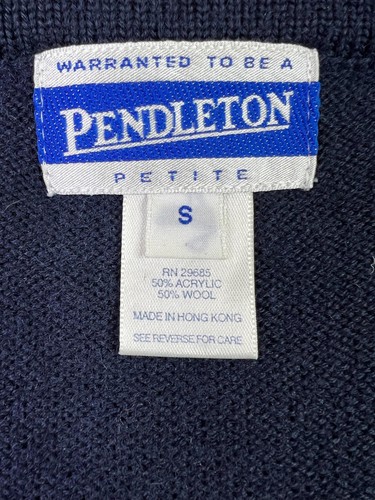 WARRANTED TO BE A
PENDLETON
PETITE
S
RN 29685
50% ACRYLIC
50% WOOL
MADE IN HONG KONG
SEE REVERSE FOR CARE